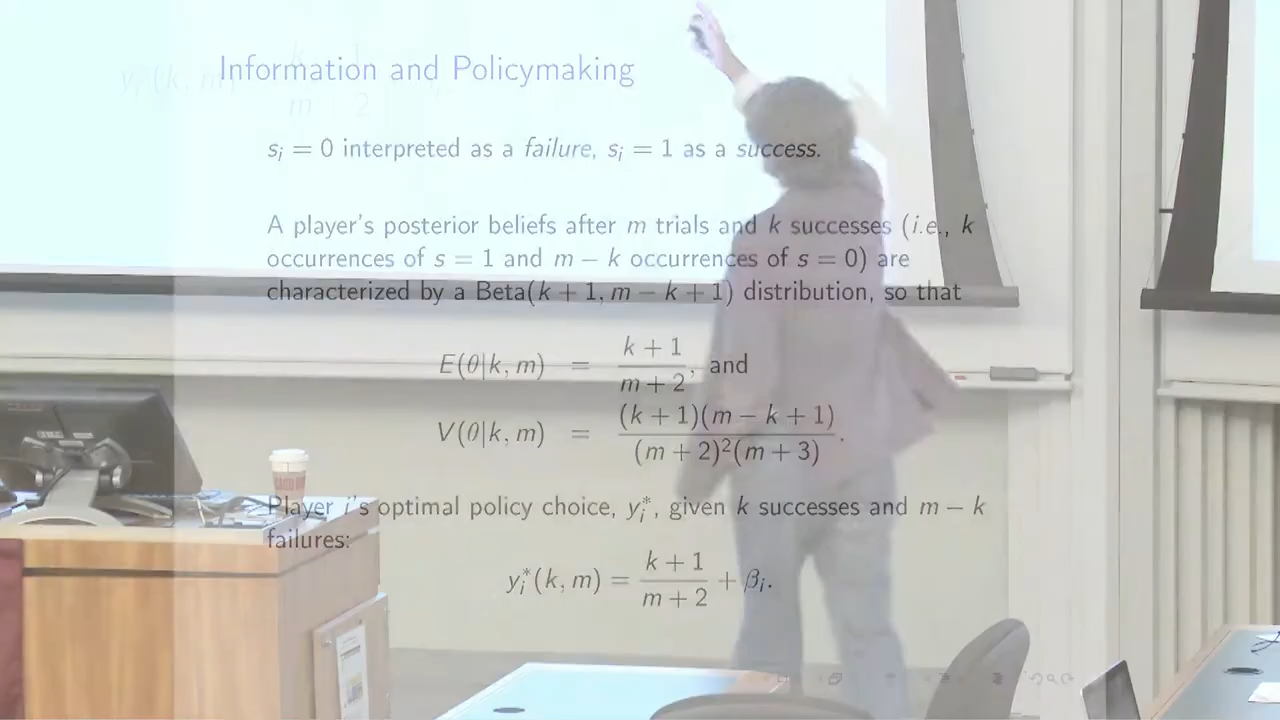 Information and Policymaking
s_i = 0 interpreted as a failure, s_i = 1 as a success.
A player's posterior beliefs after m trials and k successes (i.e., k
occurrences of s = 1 and m − k occurrences of s = 0) are
characterized by a Beta(k + 1, m − k + 1) distribution, so that
E(θ|k, m) = (k + 1)/(m + 2), and
V(θ|k, m) = (k + 1)(m − k + 1)/((m + 2)²(m + 3)).
Player i's optimal policy choice, y_i^*, given k successes and m − k
failures:
y_i^*(k, m) = (k + 1)/(m + 2) + β_i.